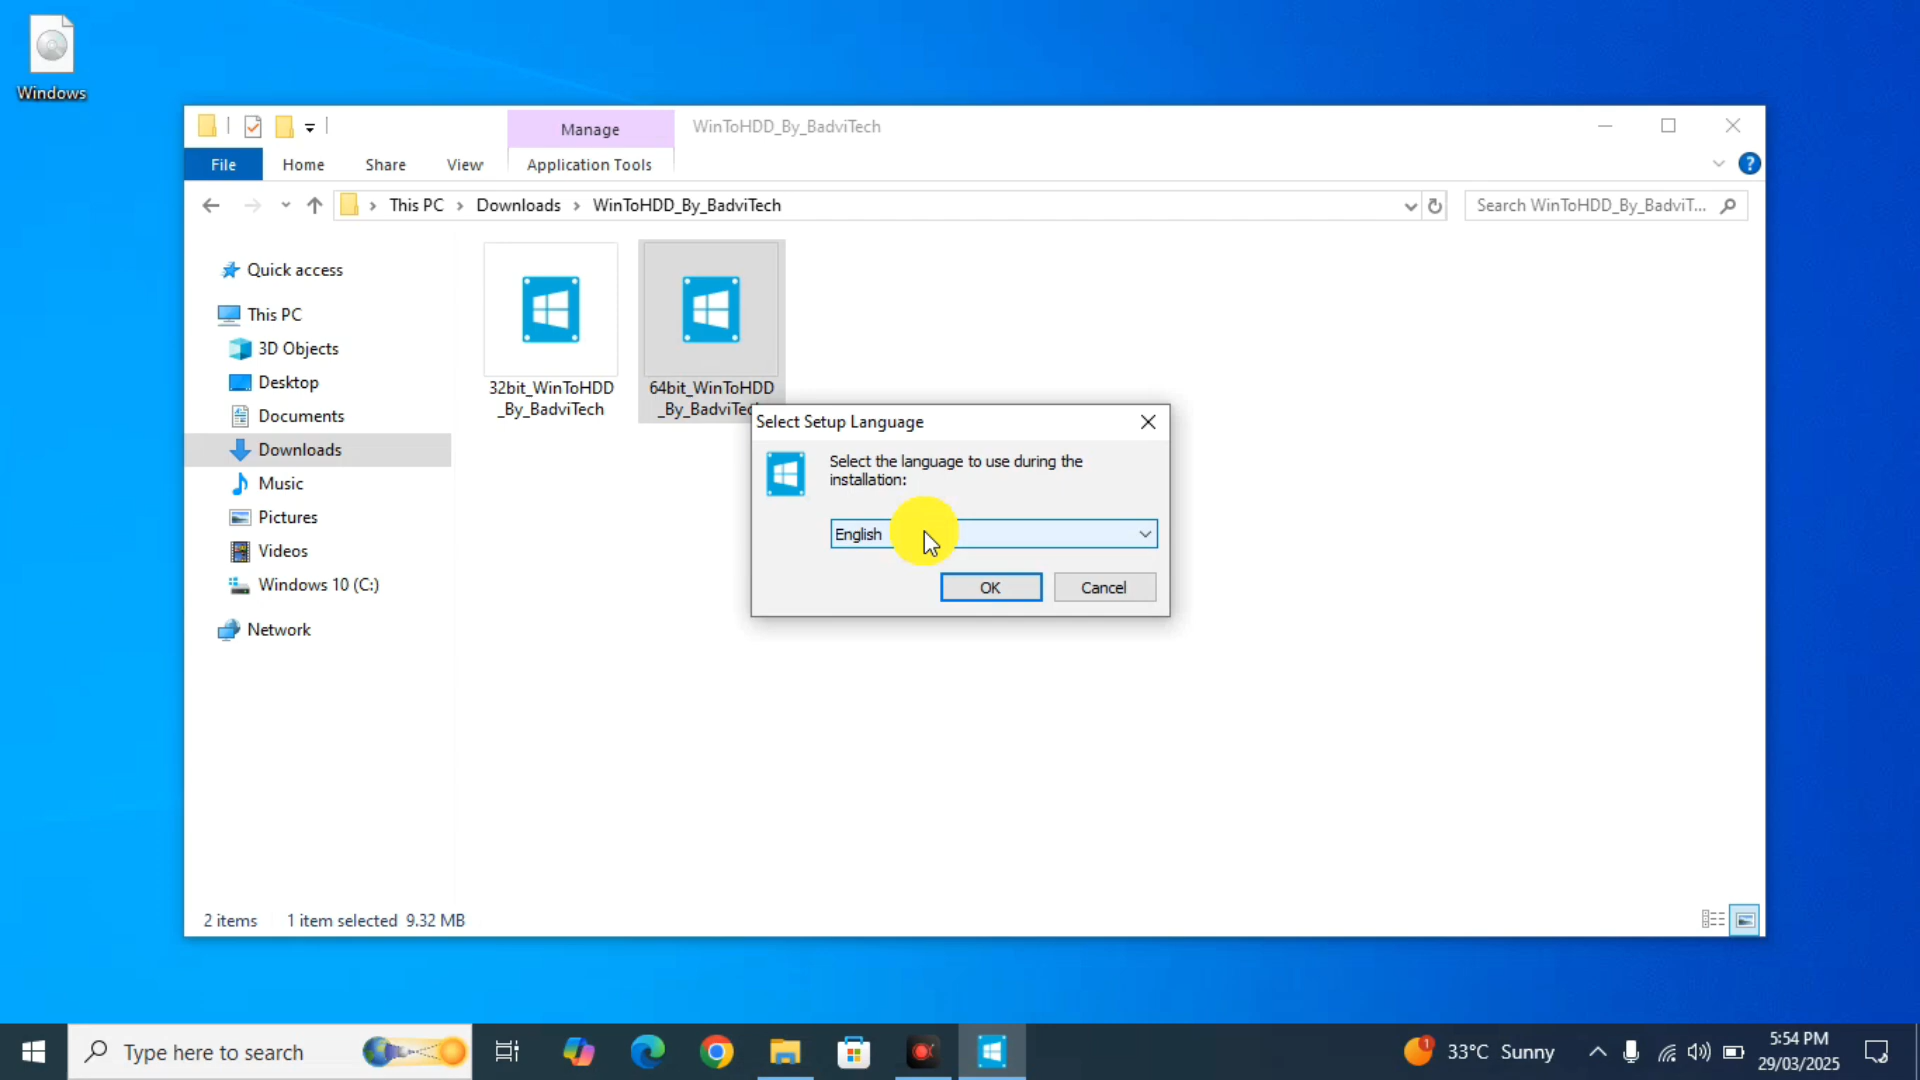 Windows
Manage
WinToHDD_By_BadviTech
File
Home
Share
View
Application Tools
?
This PC
Downloads
WinToHDD_By_BadviTech
Search WinToHDD_By_BadviT...
Quick access
This PC
3D Objects
Desktop
Documents
Downloads
Music
Pictures
Videos
Windows 10 (C:)
Network
32bit_WinToHDD
_By_BadviTech
64bit_WinToHDD
Select Setup Language
Select the language to use during the
installation:
English
OK
Cancel
2 items
1 item selected 9.32 MB
Type here to search
1
33°C Sunny
5:54 PM
29/03/2025